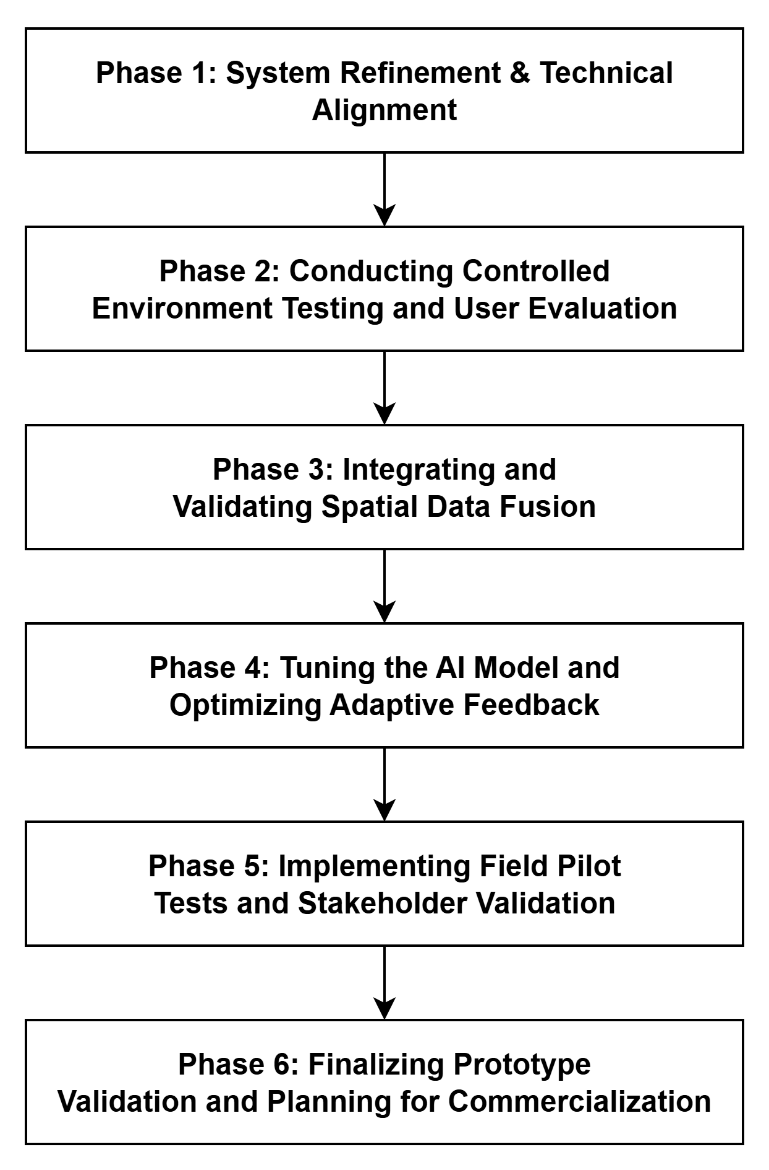 Phase 1: System Refinement & Technical
Alignment
Phase 2: Conducting Controlled
Environment Testing and User Evaluation
Phase 3: Integrating and
Validating Spatial Data Fusion
Phase 4: Tuning the AI Model and
Optimizing Adaptive Feedback
Phase 5: Implementing Field Pilot
Tests and Stakeholder Validation
Phase 6: Finalizing Prototype
Validation and Planning for Commercialization